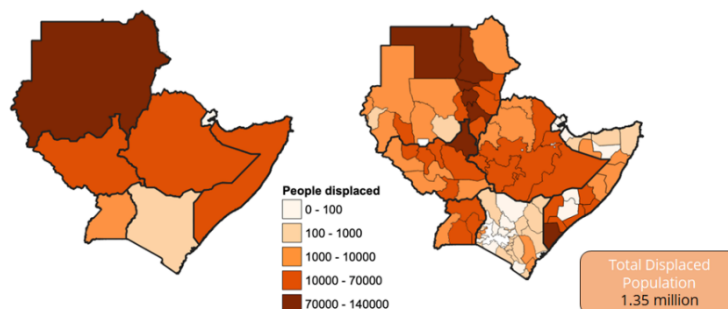 People displaced
0 - 100
100 - 1000
1000 - 10000
10000 - 70000
70000 - 140000
Total Displaced
Population
1.35 million